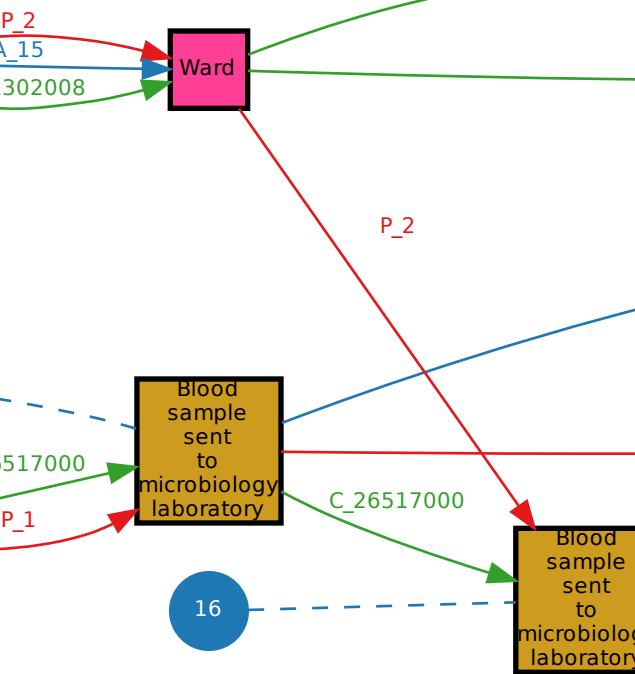 P_2
A_15
302008
Ward
P_2
Blood
sample
sent
to
microbiology
laboratory
6517000
P_1
C_26517000
16
Blood
sample
sent
to
microbiolog
laboratory